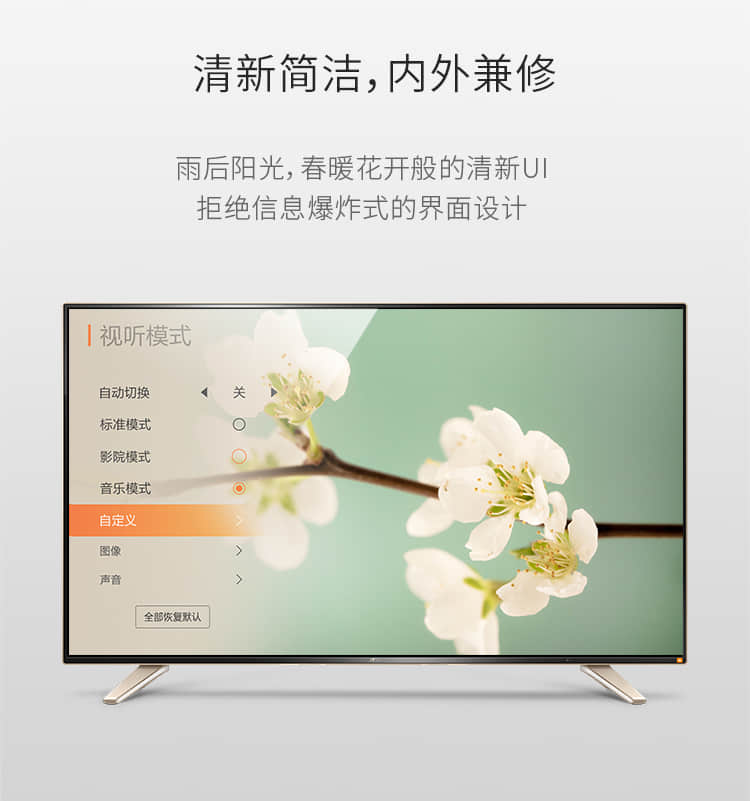 清新简洁，内外兼修
雨后阳光，春暖花开般的清新UI
拒绝信息爆炸式的界面设计
视听模式
自动切换 关
标准模式
影院模式
音乐模式
自定义
图像
声音
全部恢复默认